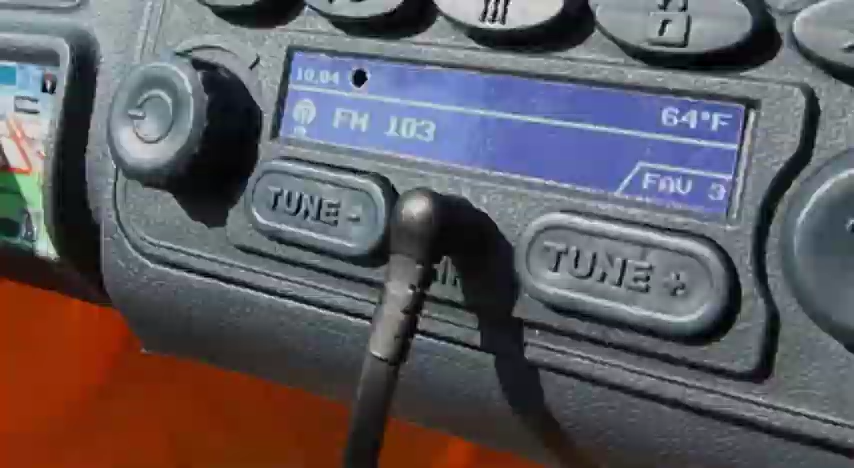 10:04
64°F
FM 103
FAV 3
TUNE -
TUNE +